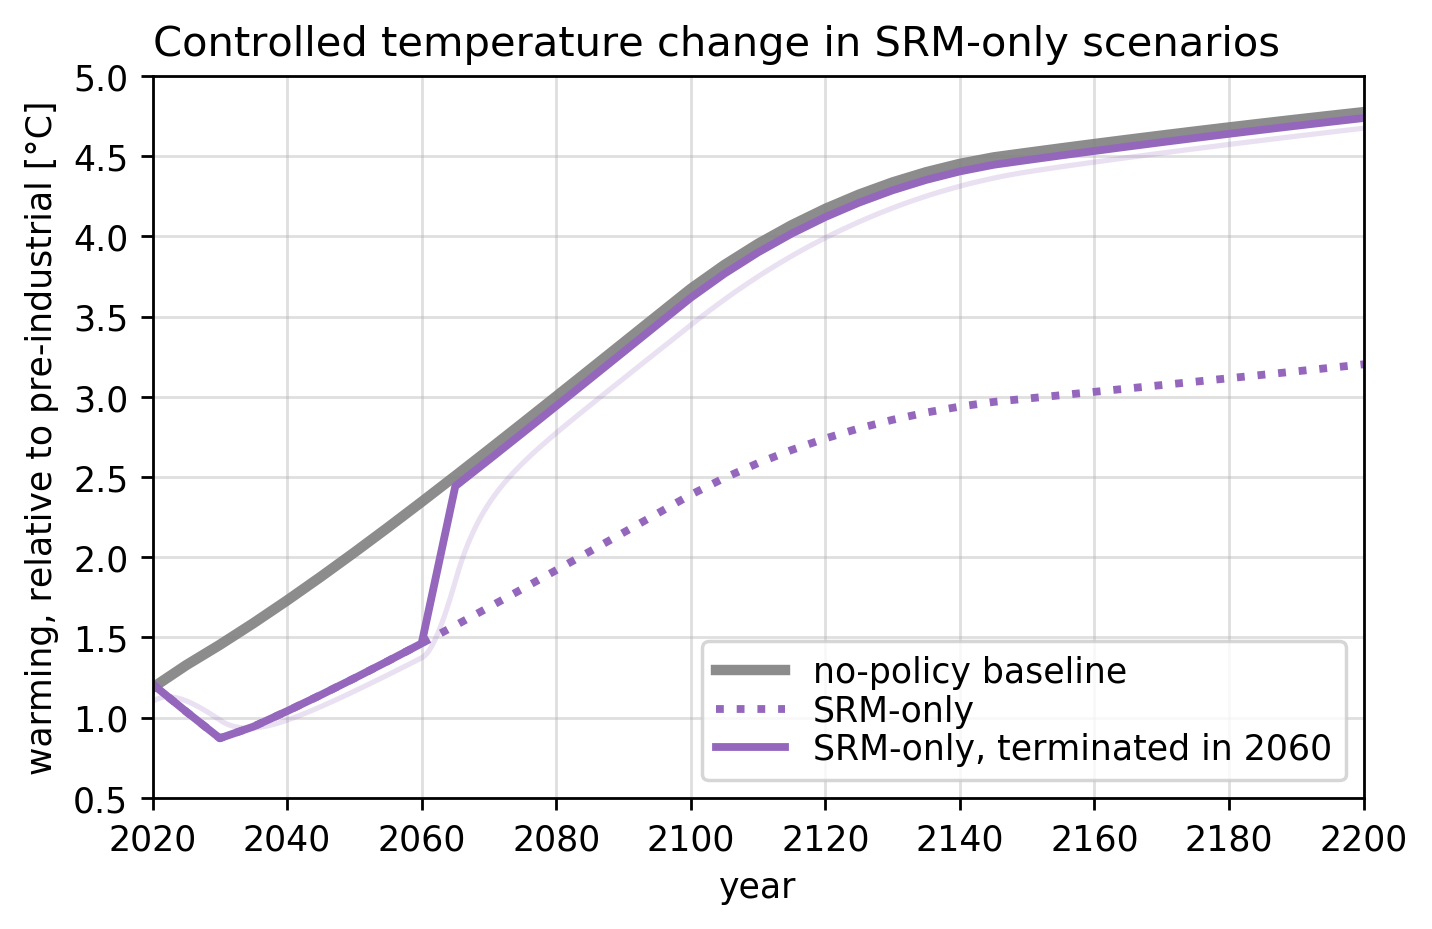 Controlled temperature change in SRM-only scenarios
warming, relative to pre-industrial [°C]
5.0
4.5
4.0
3.5
3.0
2.5
2.0
1.5
1.0
0.5
no-policy baseline
SRM-only
SRM-only, terminated in 2060
2020 2040 2060 2080 2100 2120 2140 2160 2180 2200
year